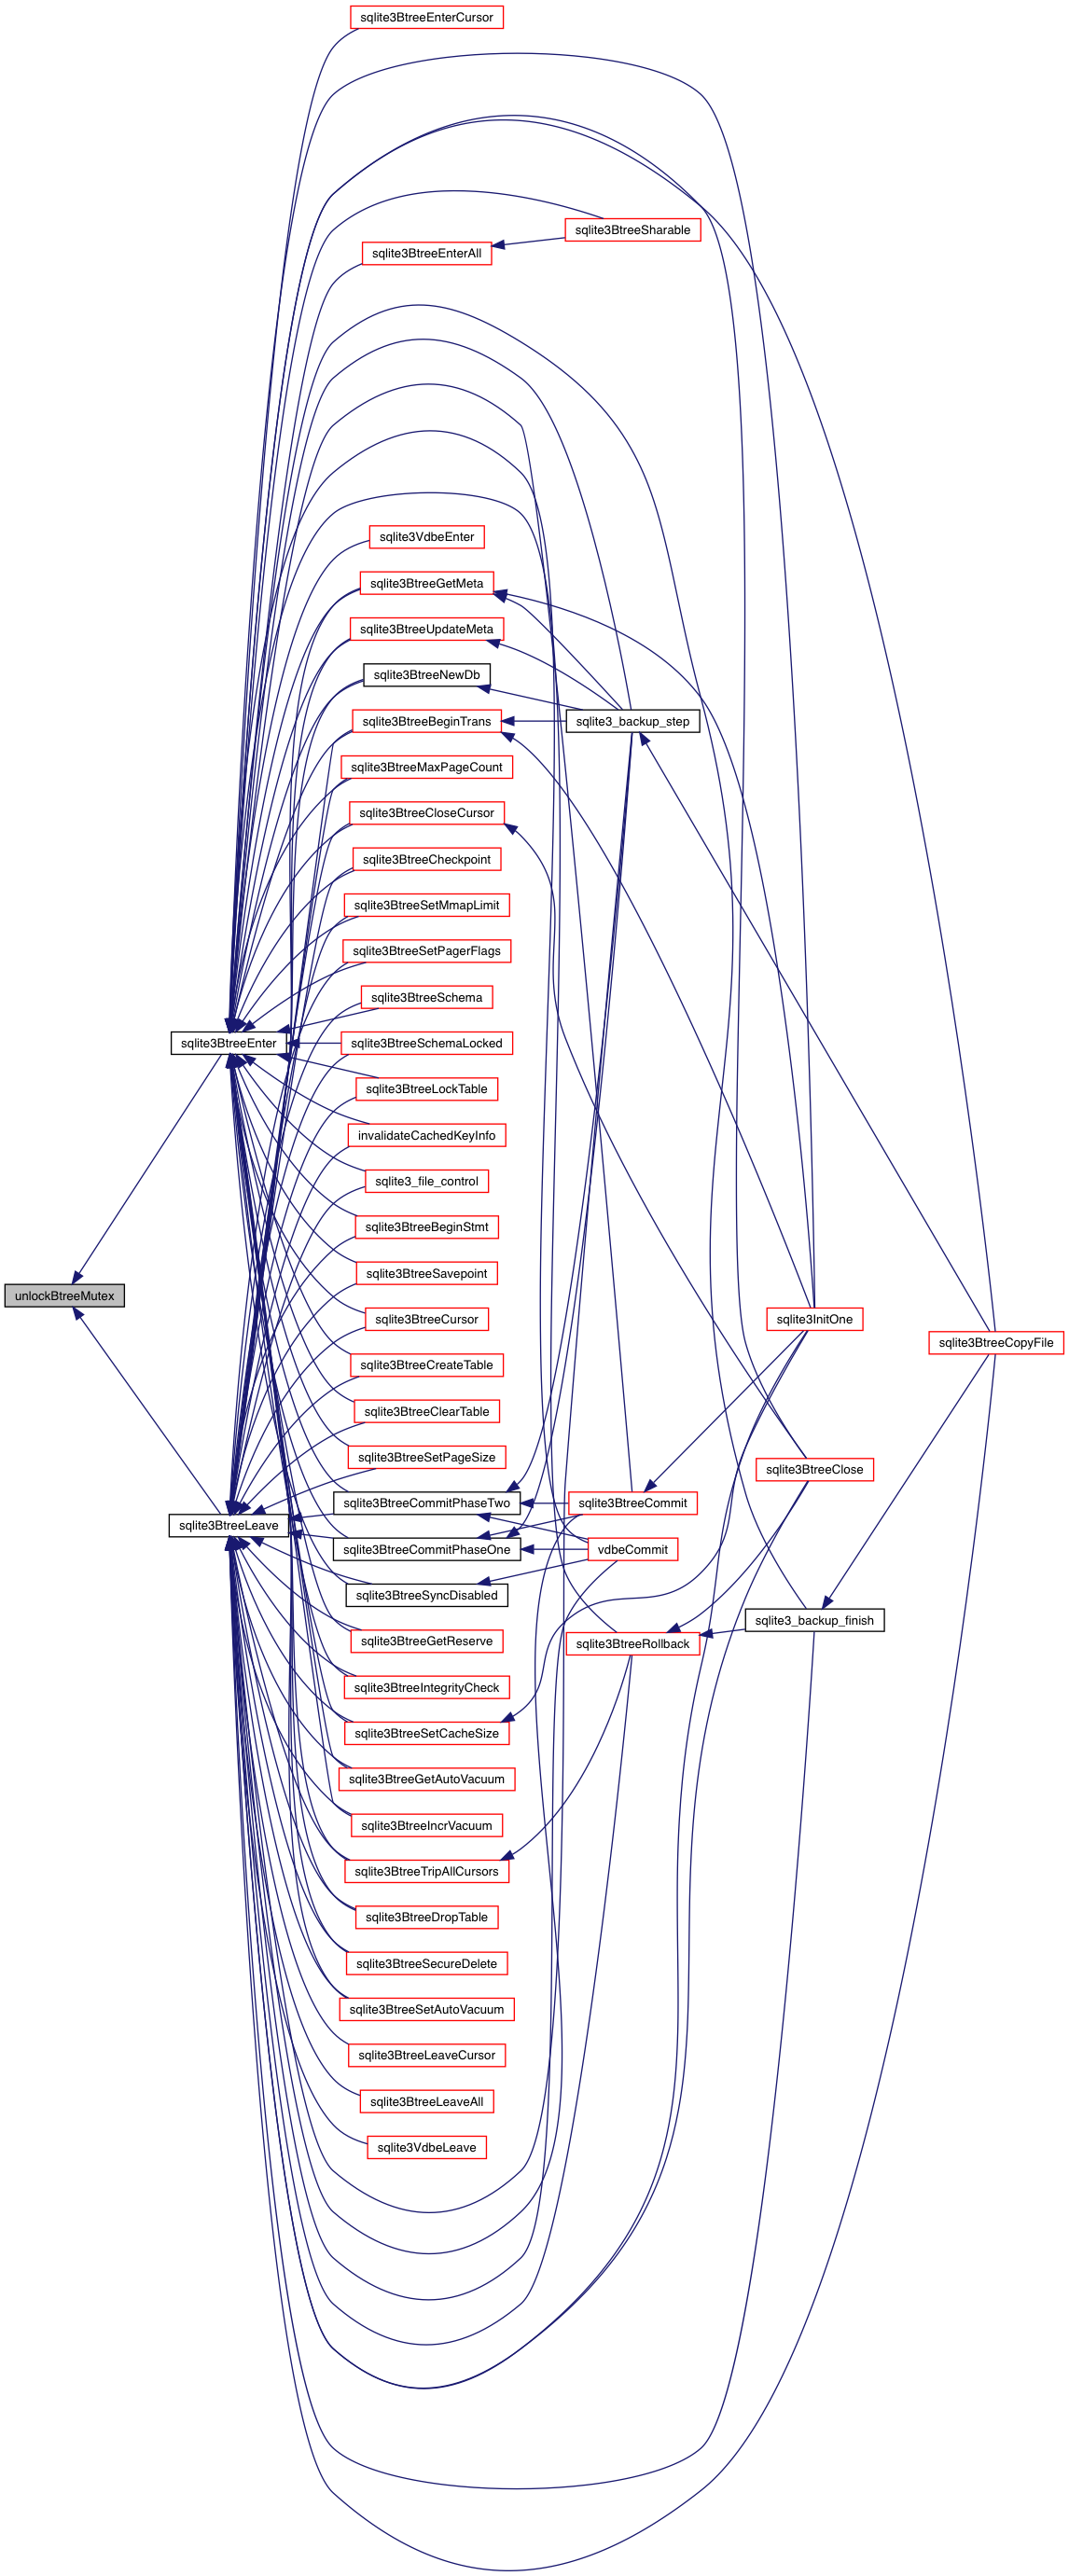 sqlite3BtreeEnterCursor
sqlite3BtreeSharable
sqlite3BtreeEnterAll
sqlite3VdbeEnter
sqlite3BtreeGetMeta
sqlite3BtreeUpdateMeta
sqlite3BtreeNewDb
sqlite3BtreeBeginTrans
sqlite3_backup_step
sqlite3BtreeMaxPageCount
sqlite3BtreeCloseCursor
sqlite3BtreeCheckpoint
sqlite3BtreeSetMmapLimit
sqlite3BtreeSetPagerFlags
sqlite3BtreeSchema
sqlite3BtreeEnter
sqlite3BtreeSchemaLocked
sqlite3BtreeLockTable
invalidateCachedKeyInfo
sqlite3_file_control
sqlite3BtreeBeginStmt
sqlite3BtreeSavepoint
unlockBtreeMutex
sqlite3BtreeCursor
sqlite3InitOne
sqlite3BtreeCopyFile
sqlite3BtreeCreateTable
sqlite3BtreeClearTable
sqlite3BtreeSetPageSize
sqlite3BtreeClose
sqlite3BtreeCommitPhaseTwo
sqlite3BtreeCommit
sqlite3BtreeLeave
sqlite3BtreeCommitPhaseOne
vdbeCommit
sqlite3BtreeSyncDisabled
sqlite3_backup_finish
sqlite3BtreeGetReserve
sqlite3BtreeRollback
sqlite3BtreeIntegrityCheck
sqlite3BtreeSetCacheSize
sqlite3BtreeGetAutoVacuum
sqlite3BtreeIncrVacuum
sqlite3BtreeTripAllCursors
sqlite3BtreeDropTable
sqlite3BtreeSecureDelete
sqlite3BtreeSetAutoVacuum
sqlite3BtreeLeaveCursor
sqlite3BtreeLeaveAll
sqlite3VdbeLeave